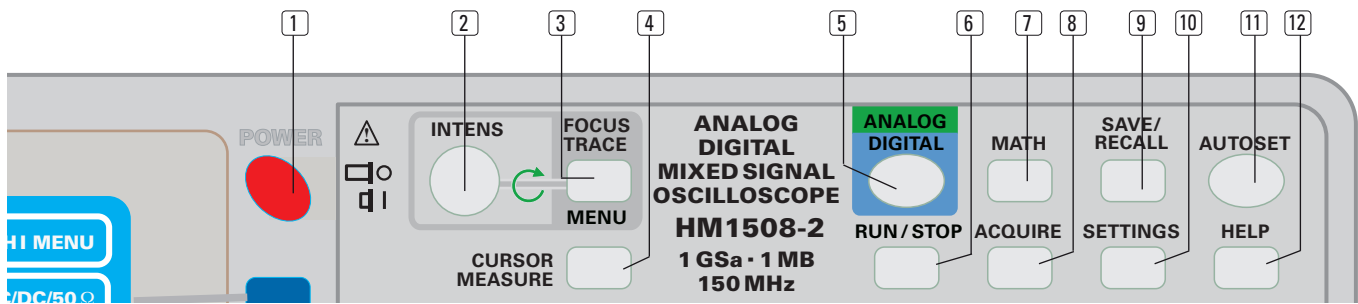 1 2 3 4 5 6 7 8 9 10 11 12
POWER
INTENS
FOCUS
TRACE
MENU
CURSOR
MEASURE
ANALOG
DIGITAL
MIXED SIGNAL
OSCILLOSCOPE
HM1508-2
1 GSa · 1 MB
150 MHz
ANALOG
DIGITAL
RUN / STOP
MATH
ACQUIRE
SAVE/
RECALL
SETTINGS
AUTOSET
HELP
H I MENU
C/DC/50 Ω